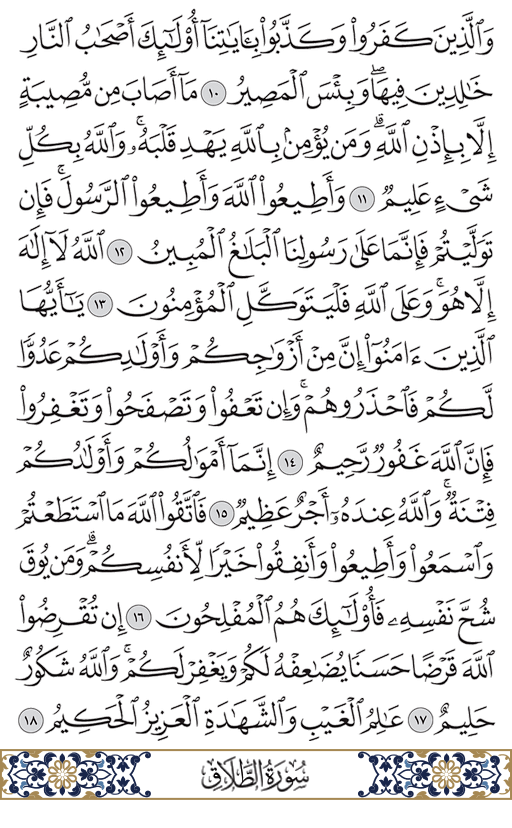 وَٱلَّذِينَ كَفَرُوا۟ وَكَذَّبُوا۟ بِـَٔايَٰتِنَآ أُو۟لَٰٓئِكَ أَصْحَٰبُ ٱلنَّارِ
خَٰلِدِينَ فِيهَا ۖ وَبِئْسَ ٱلْمَصِيرُ ١٠ مَآ أَصَابَ مِن مُّصِيبَةٍ
إِلَّا بِإِذْنِ ٱللَّهِ ۗ وَمَن يُؤْمِنۢ بِٱللَّهِ يَهْدِ قَلْبَهُۥ ۚ وَٱللَّهُ بِكُلِّ
شَىْءٍ عَلِيمٌ ١١ وَأَطِيعُوا۟ ٱللَّهَ وَأَطِيعُوا۟ ٱلرَّسُولَ ۚ فَإِن
تَوَلَّيْتُمْ فَإِنَّمَا عَلَىٰ رَسُولِنَا ٱلْبَلَٰغُ ٱلْمُبِينُ ١٢ ٱللَّهُ لَآ إِلَٰهَ
إِلَّا هُوَ ۚ وَعَلَى ٱللَّهِ فَلْيَتَوَكَّلِ ٱلْمُؤْمِنُونَ ١٣ يَٰٓأَيُّهَا
ٱلَّذِينَ ءَامَنُوٓا۟ إِنَّ مِنْ أَزْوَٰجِكُمْ وَأَوْلَٰدِكُمْ عَدُوًّا
لَّكُمْ فَٱحْذَرُوهُمْ ۚ وَإِن تَعْفُوا۟ وَتَصْفَحُوا۟ وَتَغْفِرُوا۟
فَإِنَّ ٱللَّهَ غَفُورٌ رَّحِيمٌ ١٤ إِنَّمَآ أَمْوَٰلُكُمْ وَأَوْلَٰدُكُمْ
فِتْنَةٌ ۚ وَٱللَّهُ عِندَهُۥٓ أَجْرٌ عَظِيمٌ ١٥ فَٱتَّقُوا۟ ٱللَّهَ مَا ٱسْتَطَعْتُمْ
وَٱسْمَعُوا۟ وَأَطِيعُوا۟ وَأَنفِقُوا۟ خَيْرًا لِّأَنفُسِكُمْ ۗ وَمَن يُوقَ
شُحَّ نَفْسِهِۦ فَأُو۟لَٰٓئِكَ هُمُ ٱلْمُفْلِحُونَ ١٦ إِن تُقْرِضُوا۟
ٱللَّهَ قَرْضًا حَسَنًا يُضَٰعِفْهُ لَكُمْ وَيَغْفِرْ لَكُمْ ۚ وَٱللَّهُ شَكُورٌ
حَلِيمٌ ١٧ عَٰلِمُ ٱلْغَيْبِ وَٱلشَّهَٰدَةِ ٱلْعَزِيزُ ٱلْحَكِيمُ ١٨
سُورَةُ الطَّلَاقِ